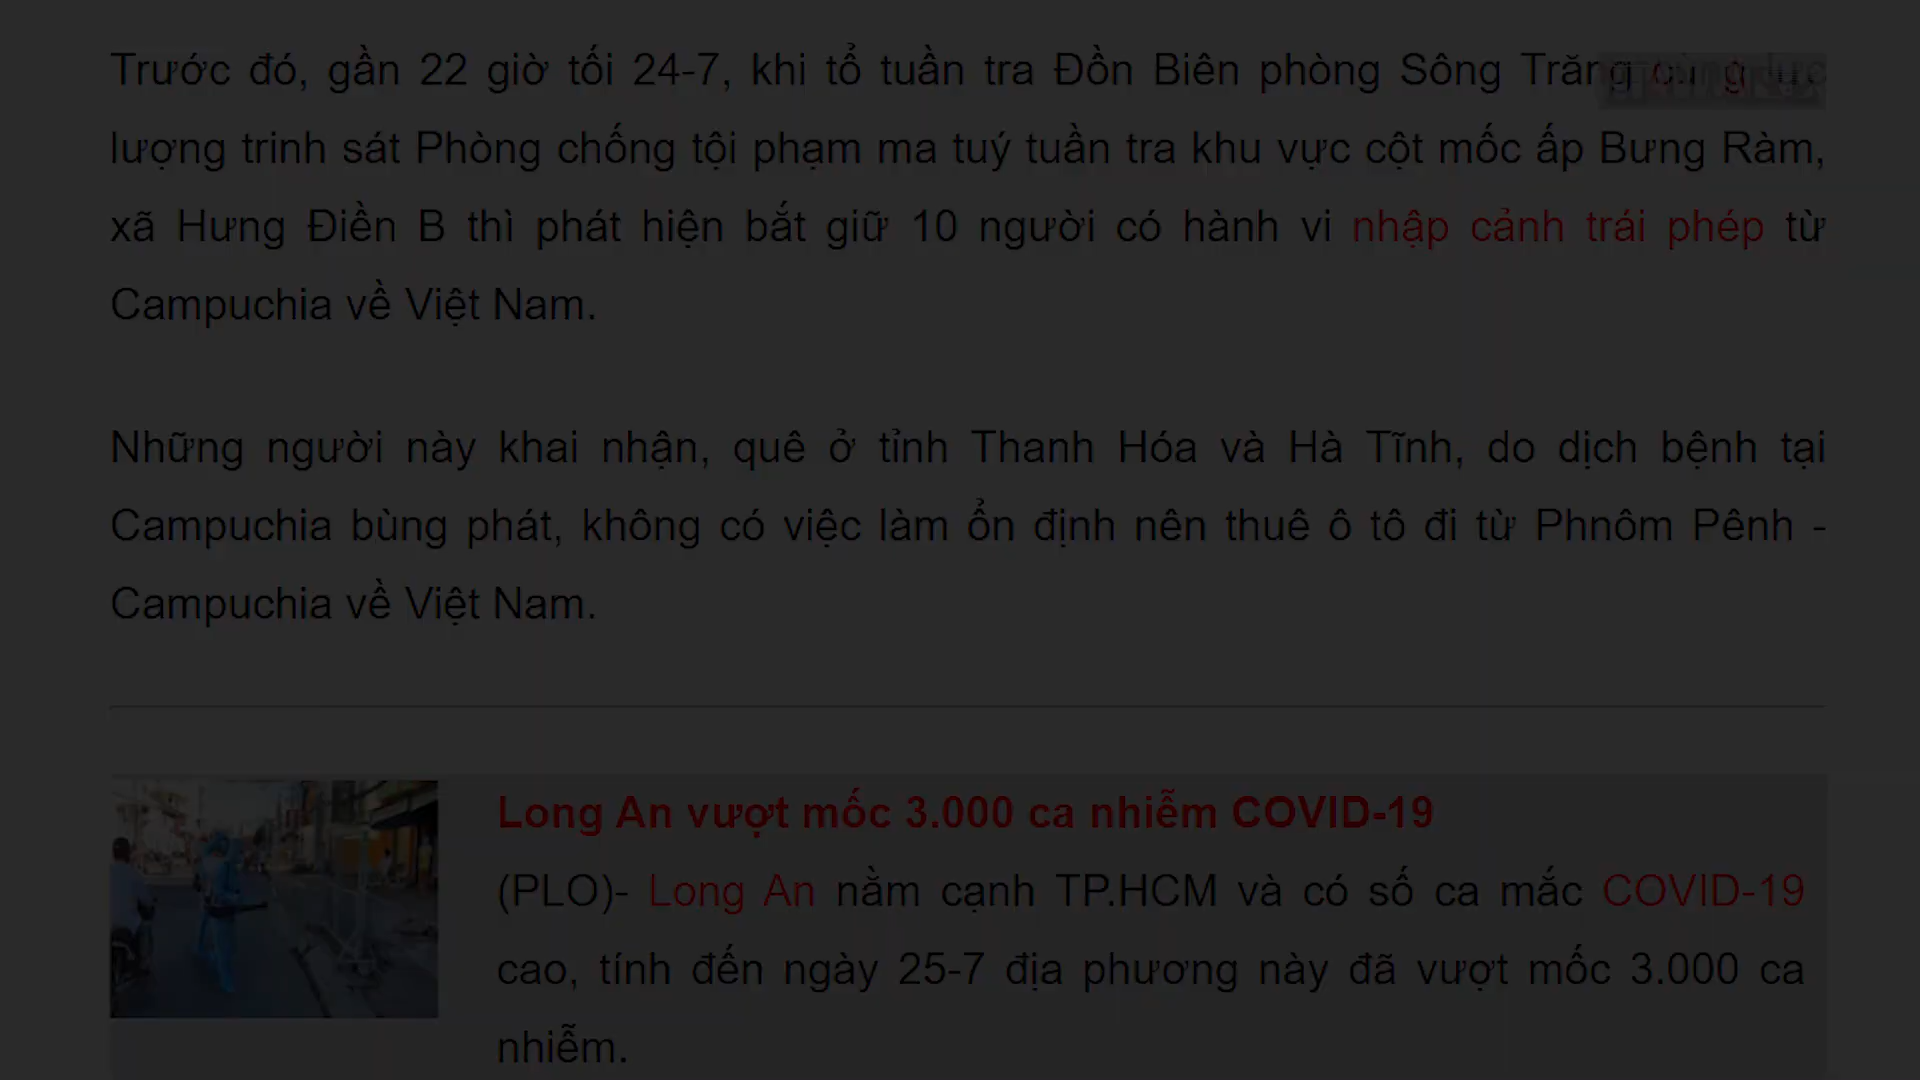 Trước đó, gần 22 giờ tối 24-7, khi tổ tuần tra Đồn Biên phòng Sông Trăng
lượng trinh sát Phòng chống tội phạm ma tuý tuần tra khu vực cột mốc ấp Bưng Ràm,
xã Hưng Điền B thì phát hiện bắt giữ 10 người có hành vi nhập cảnh trái phép từ
Campuchia về Việt Nam.
Những người này khai nhận, quê ở tỉnh Thanh Hóa và Hà Tĩnh, do dịch bệnh tại
Campuchia bùng phát, không có việc làm ổn định nên thuê ô tô đi từ Phnôm Pênh -
Campuchia về Việt Nam.
Long An vượt mốc 3.000 ca nhiễm COVID-19
(PLO)- Long An nằm cạnh TP.HCM và có số ca mắc COVID-19
cao, tính đến ngày 25-7 địa phương này đã vượt mốc 3.000 ca
nhiễm.